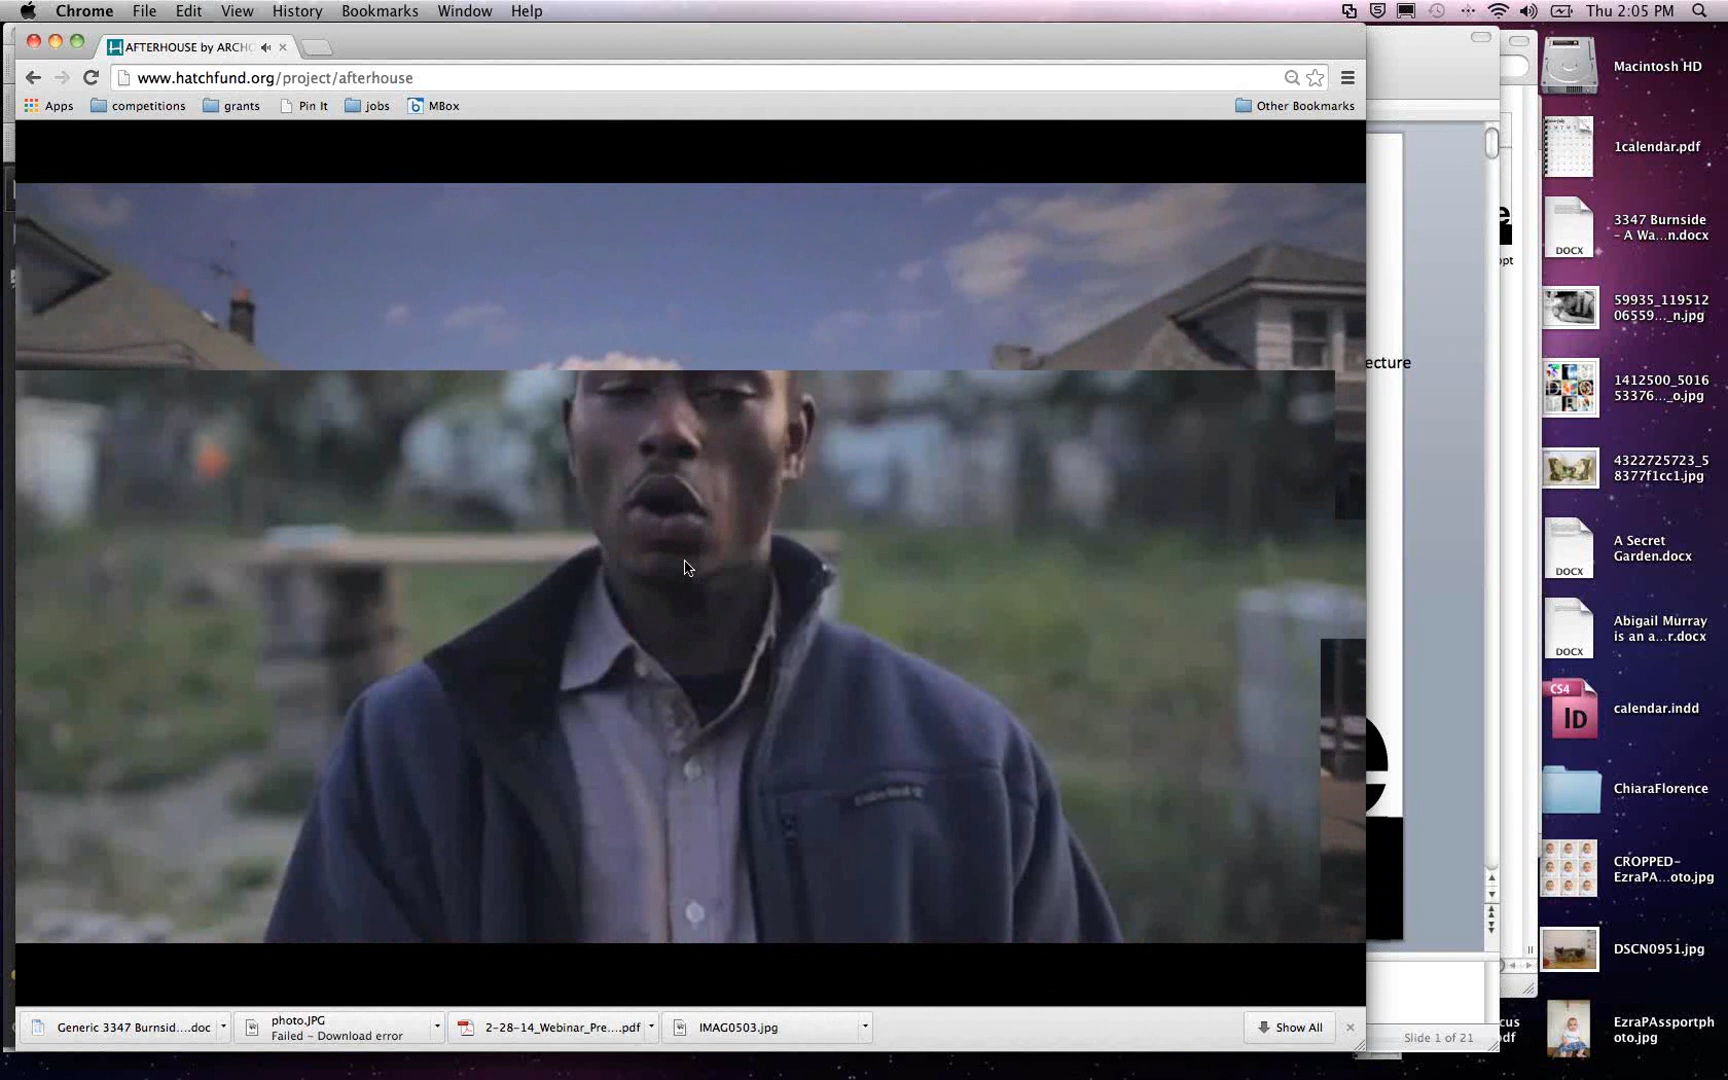 Chrome File Edit View History Bookmarks Window Help
Thu 2:05 PM
AFTERHOUSE by ARCHO
www.hatchfund.org/project/afterhouse
Apps competitions grants Pin It jobs MBox
Other Bookmarks
ecture
e
e
opt
Macintosh HD
1calendar.pdf
3347 Burnside
– A Wa...n.docx
DOCX
59935_119512
06559..._n.jpg
1412500_5016
53376..._o.jpg
4322725723_5
8377f1cc1.jpg
A Secret
Garden.docx
DOCX
Abigail Murray
is an a...r.docx
DOCX
CS4
Id
calendar.indd
ChiaraFlorence
CROPPED-
EzraPA...oto.jpg
DSCN0951.jpg
EzraPAssportph
oto.jpg
Generic 3347 Burnsid....doc
photo.JPG
Failed – Download error
2-28-14_Webinar_Pre....pdf
IMAG0503.jpg
Show All
Slide 1 of 21
cus
df